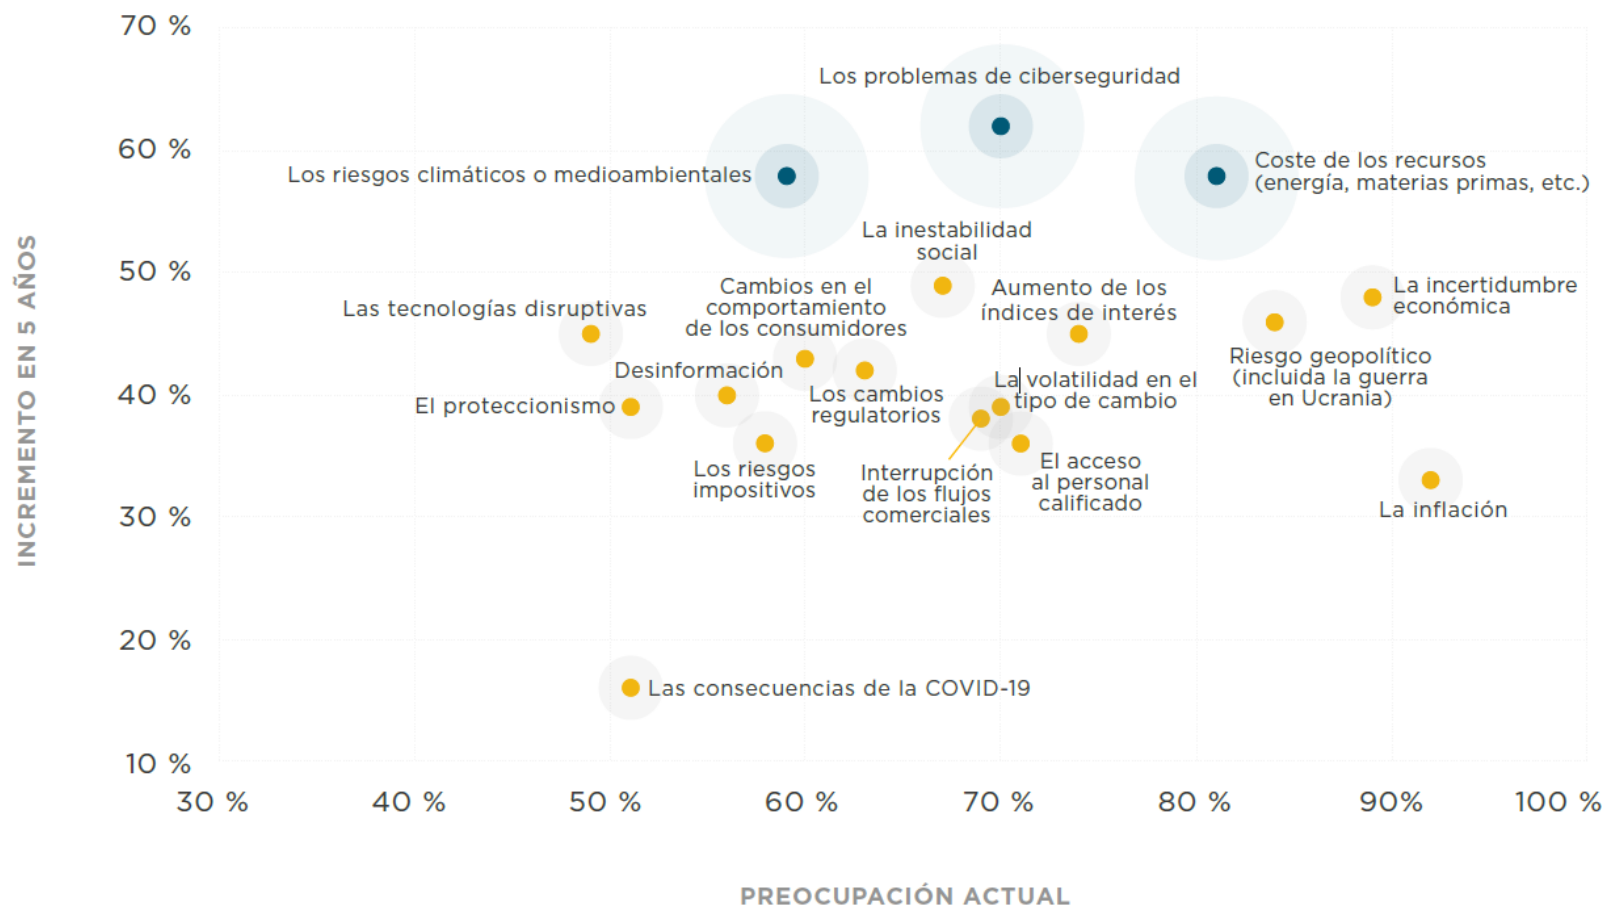 70 %
Los problemas de ciberseguridad
60 %
Los riesgos climáticos o medioambientales
Coste de los recursos
(energía, materias primas, etc.)
La inestabilidad
social
50 %
Cambios en el
comportamiento
de los consumidores
Aumento de los
índices de interés
La incertidumbre
económica
Las tecnologías disruptivas
Riesgo geopolítico
(incluida la guerra
en Ucrania)
Desinformación
40 %
El proteccionismo
Los cambios
regulatorios
La volatilidad en el
tipo de cambio
Los riesgos
impositivos
Interrupción
de los flujos
comerciales
El acceso
al personal
calificado
La inflación
30 %
20 %
Las consecuencias de la COVID-19
10 %
INCREMENTO EN 5 AÑOS
30 %
40 %
50 %
60 %
70 %
80 %
90%
100 %
PREOCUPACIÓN ACTUAL